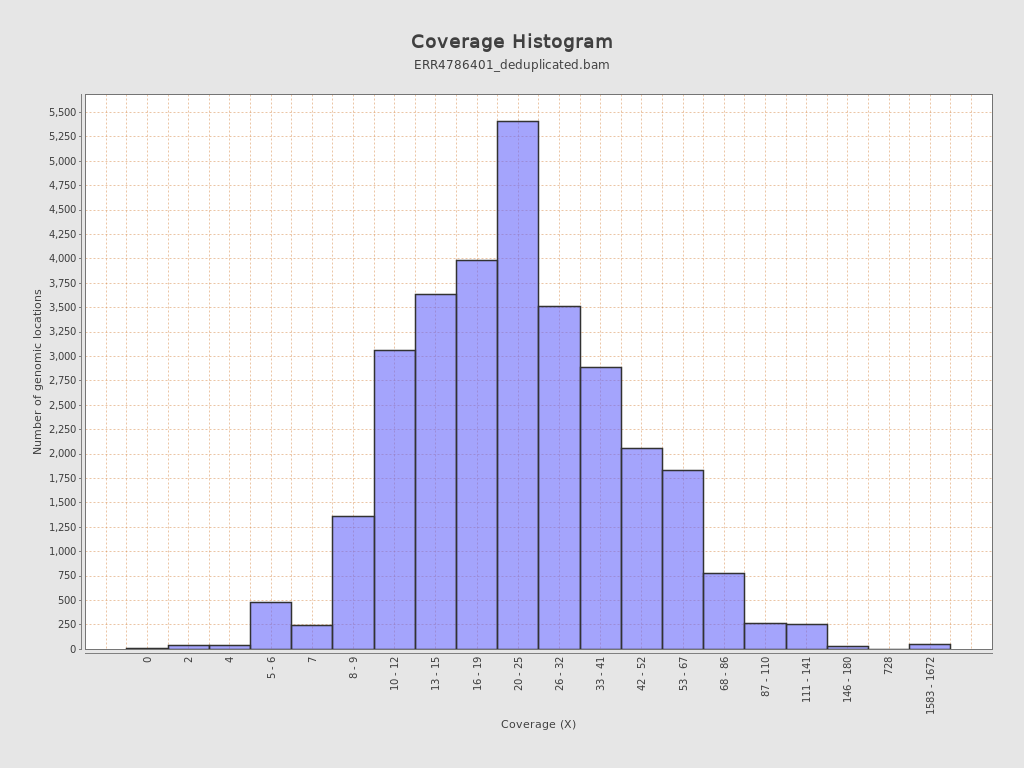 Coverage Histogram
ERR4786401_deduplicated.bam
Number of genomic locations
5,500
5,250
5,000
4,750
4,500
4,250
4,000
3,750
3,500
3,250
3,000
2,750
2,500
2,250
2,000
1,750
1,500
1,250
1,000
750
500
250
0
0
2
4
5 - 6
7
8 - 9
10 - 12
13 - 15
16 - 19
20 - 25
26 - 32
33 - 41
42 - 52
53 - 67
68 - 86
87 - 110
111 - 141
146 - 180
728
1583 - 1672
Coverage (X)